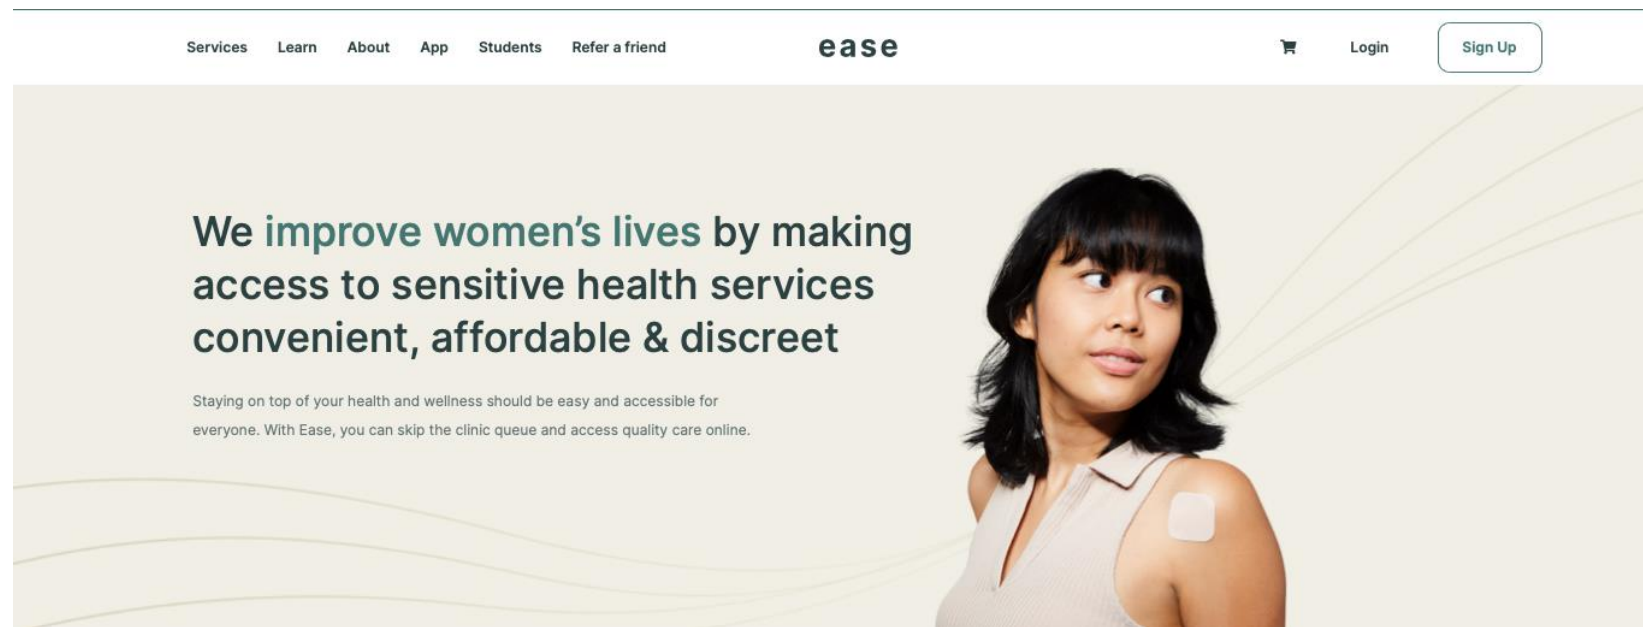 Services Learn About App Students Refer a friend ease Login Sign Up
We improve women’s lives by making
access to sensitive health services
convenient, affordable & discreet
Staying on top of your health and wellness should be easy and accessible for
everyone. With Ease, you can skip the clinic queue and access quality care online.